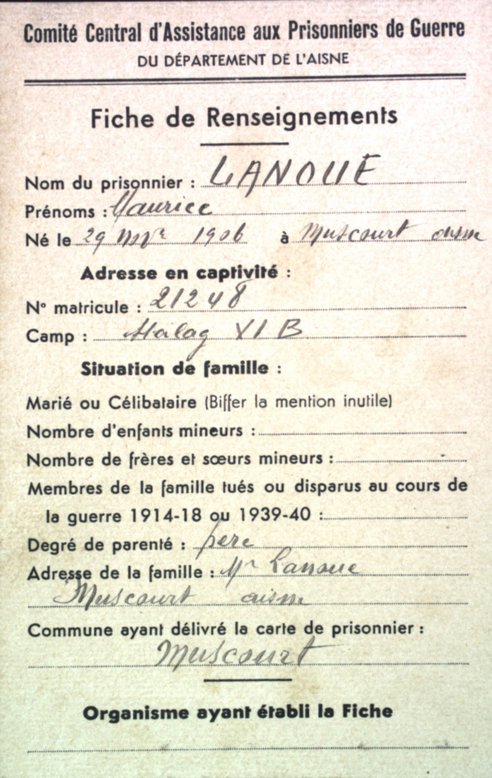 Comité Central d'Assistance aux Prisonniers de Guerre
DU DÉPARTEMENT DE L'AISNE
Fiche de Renseignements
Nom du prisonnier : LANOUE
Prénoms : Maurice
Né le 29 Nov^re 1906 à Muscourt aisne
Adresse en captivité :
N° matricule : 21248
Camp : Stalag XI B
Situation de famille :
Marié ou Célibataire (Biffer la mention inutile)
Nombre d'enfants mineurs :
Nombre de frères et sœurs mineurs :
Membres de la famille tués ou disparus au cours de
la guerre 1914-18 ou 1939-40 :
Degré de parenté : père
Adresse de la famille : Mr Lanoue
Muscourt aisne
Commune ayant délivré la carte de prisonnier :
Muscourt
Organisme ayant établi la Fiche